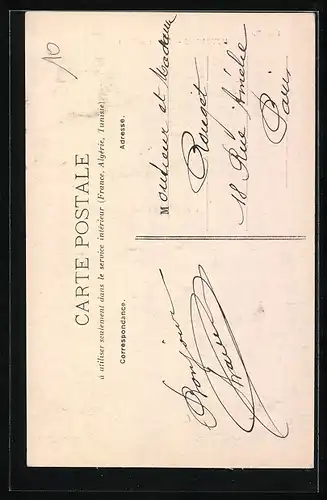 10
CARTE POSTALE
à utiliser seulement dans le service intérieur (France, Algérie, Tunisie).
Correspondance.
Adresse.
Bonjour
Monsieur et Madame
Rouget
18 Rue Amélie
Paris